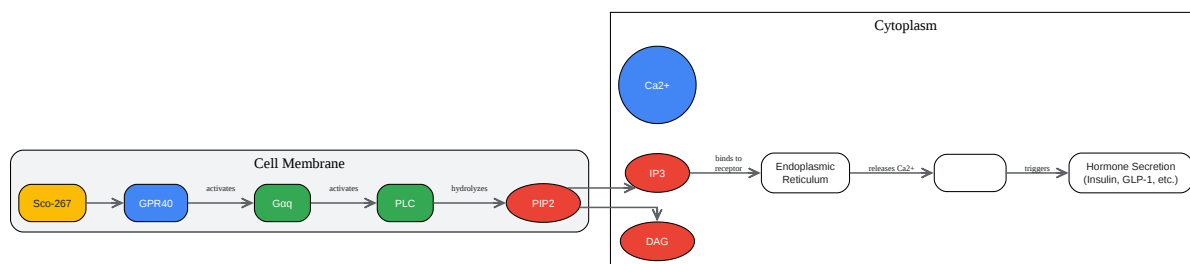 Cytoplasm
Ca2+
Cell Membrane
Sco-267
GPR40
activates
Gαq
activates
PLC
hydrolyzes
PIP2
IP3
binds to
receptor
Endoplasmic
Reticulum
releases Ca2+
triggers
Hormone Secretion
(Insulin, GLP-1, etc.)
DAG